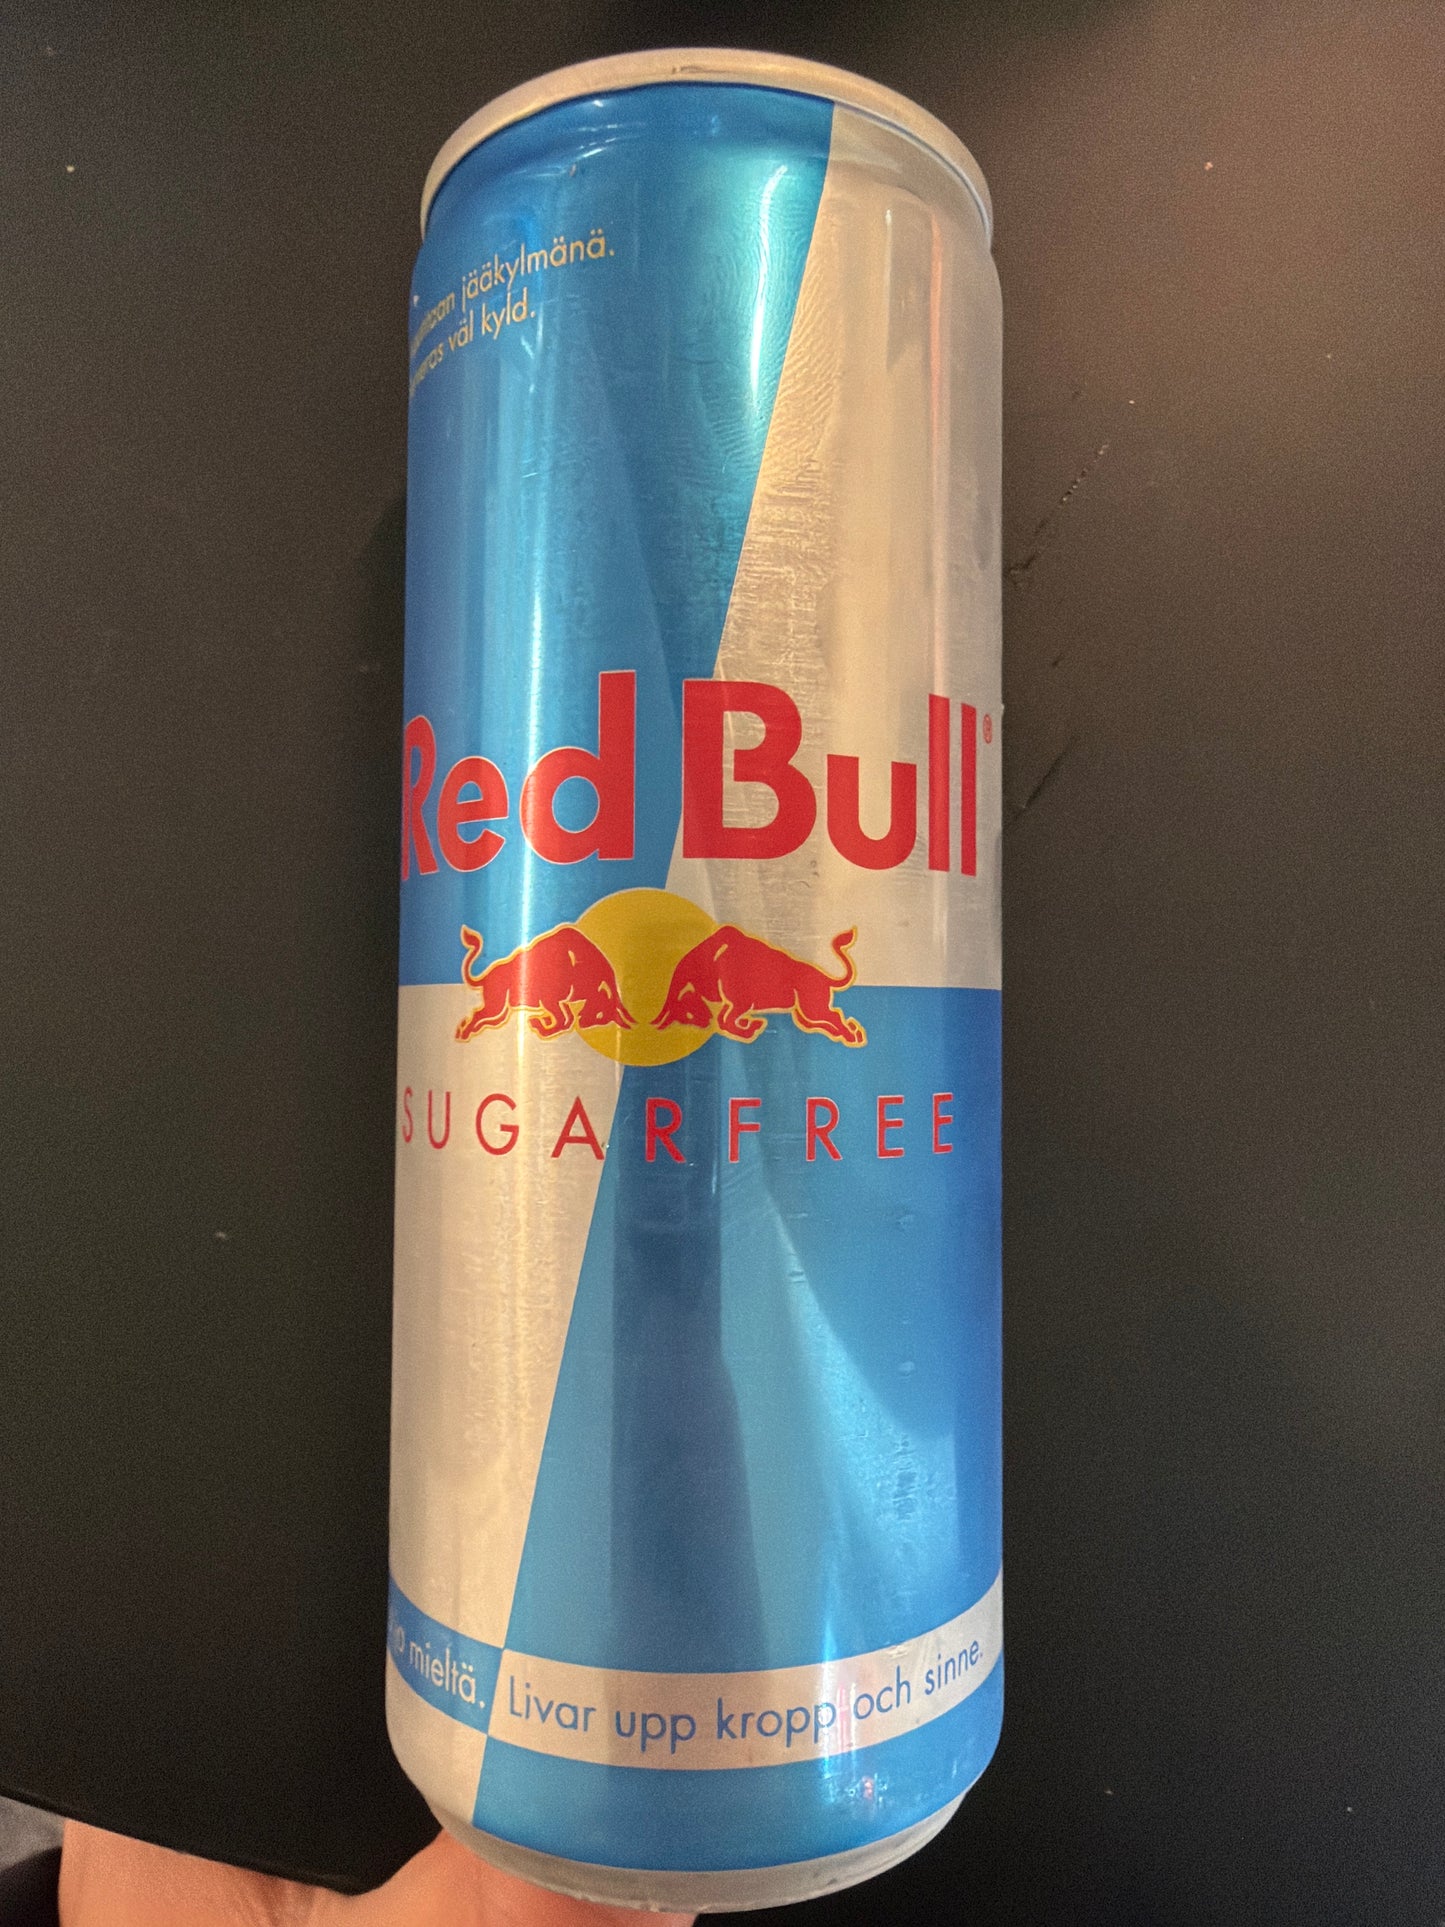 jääkylmänä.
väl kyld.
Red Bull®
SUGARFREE
mieltä. Livar upp kropp och sinne.